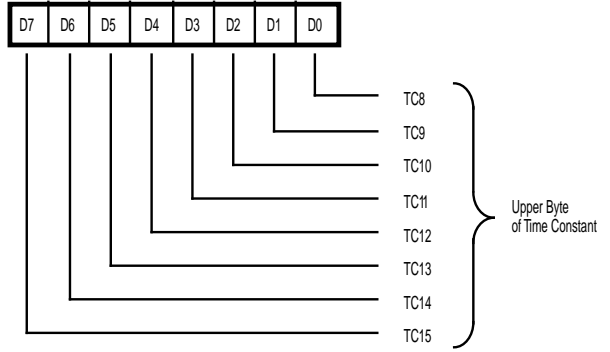 D7 D6 D5 D4 D3 D2 D1 D0
TC8
TC9
TC10
TC11
TC12
TC13
TC14
TC15
Upper Byte
of Time Constant